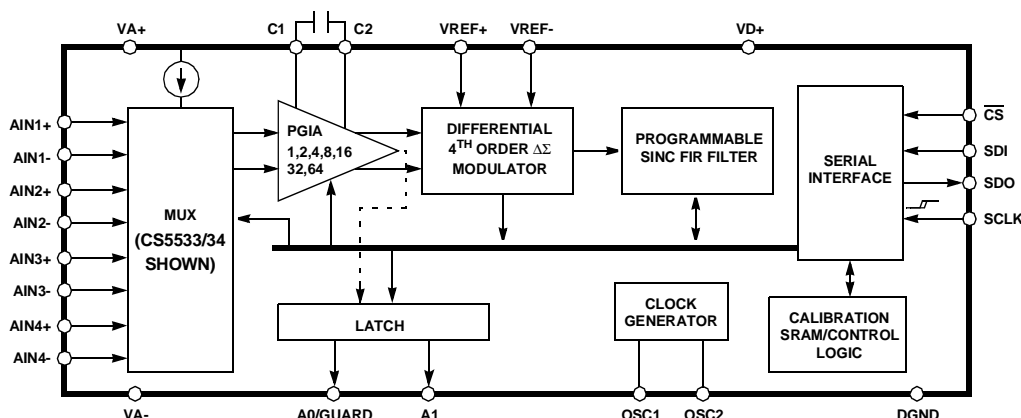 VA+
C1
C2
VREF+
VREF-
VD+
AIN1+
AIN1-
AIN2+
AIN2-
AIN3+
AIN3-
AIN4+
AIN4-
MUX
(CS5533/34
SHOWN)
PGIA
1,2,4,8,16
32,64
DIFFERENTIAL
4TH ORDER ΔΣ
MODULATOR
PROGRAMMABLE
SINC FIR FILTER
SERIAL
INTERFACE
CS
SDI
SDO
SCLK
LATCH
CLOCK
GENERATOR
CALIBRATION
SRAM/CONTROL
LOGIC
VA-
A0/GUARD
A1
OSC1
OSC2
DGND